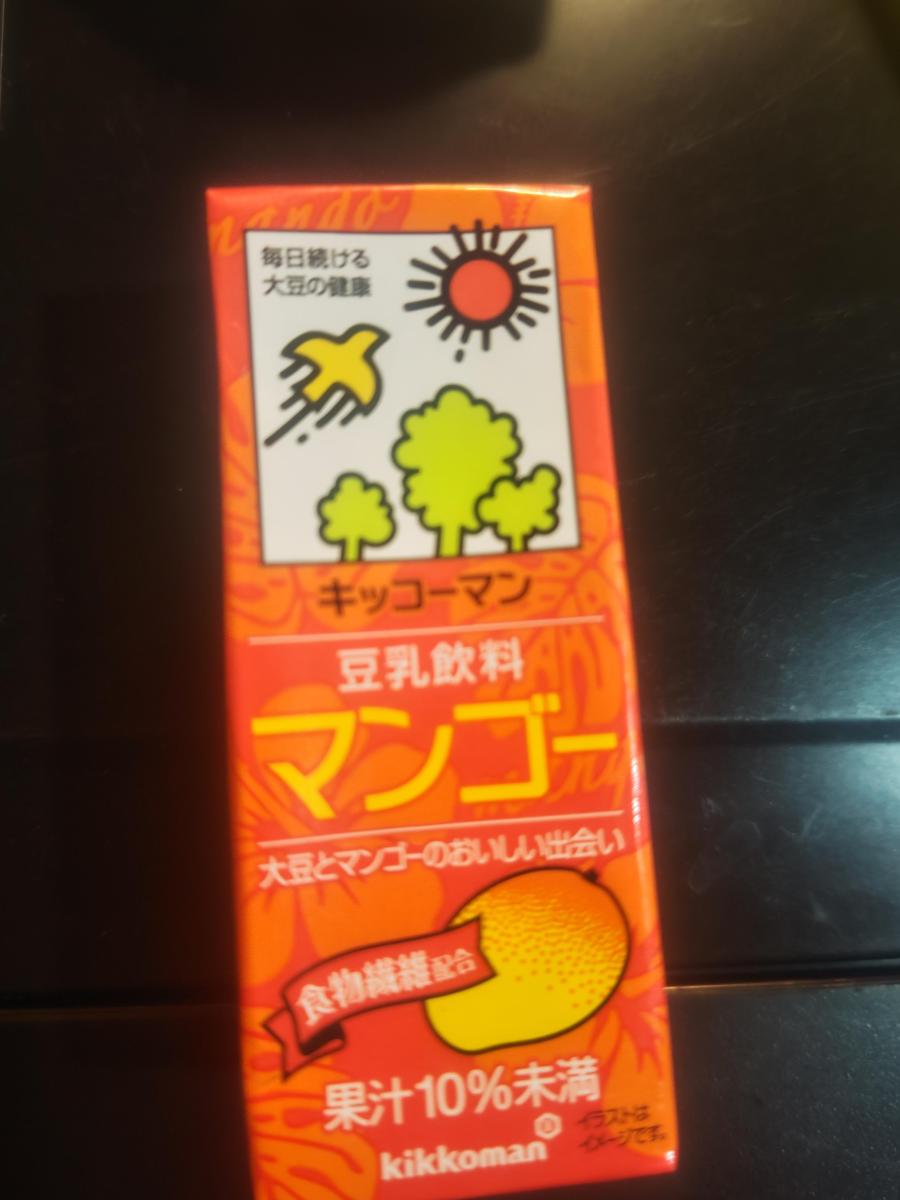 mango
毎日続ける
大豆の健康
キッコーマン
豆乳飲料
マンゴー
大豆とマンゴーのおいしい出会い
食物繊維配合
果汁10%未満
イラストは
イメージです。
kikkoman®